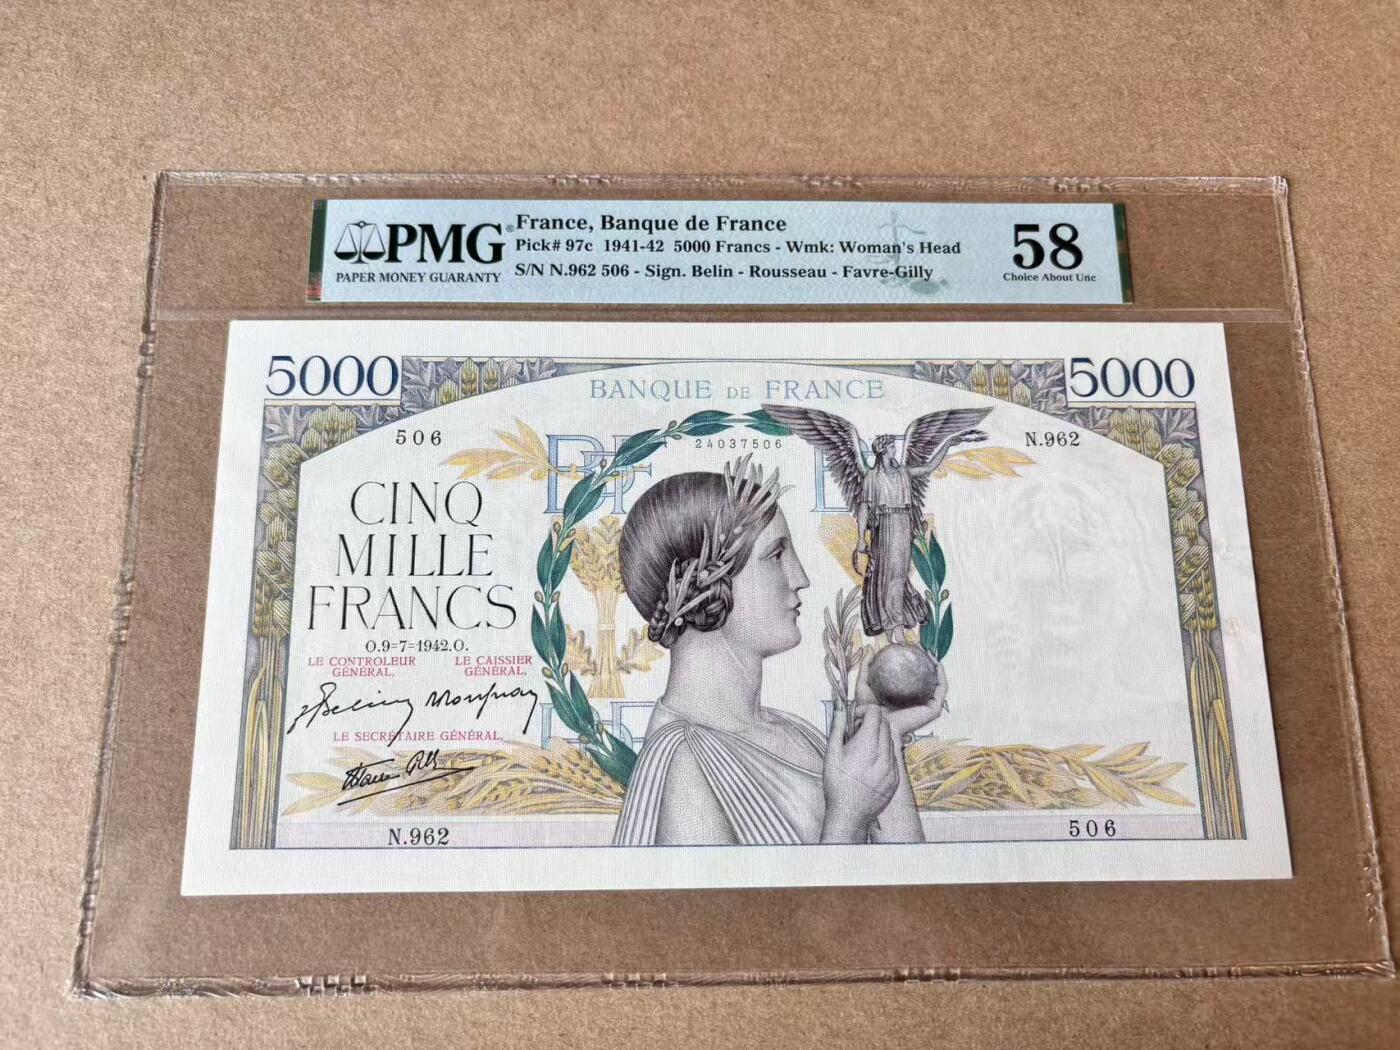 PMG®
PAPER MONEY GUARANTY
France, Banque de France
Pick# 97c 1941-42 5000 Francs - Wmk: Woman's Head
S/N N.962 506 - Sign. Belin - Rousseau - Favre-Gilly
58
Choice About Unc
5000
BANQUE DE FRANCE
5000
506
24037506
N.962
CINQ
MILLE
FRANCS
O.9=7=1942.O.
LE CONTROLEUR
GÉNÉRAL,
LE CAISSIER
GÉNÉRAL,
LE SECRÉTAIRE GÉNÉRAL,
N.962
506